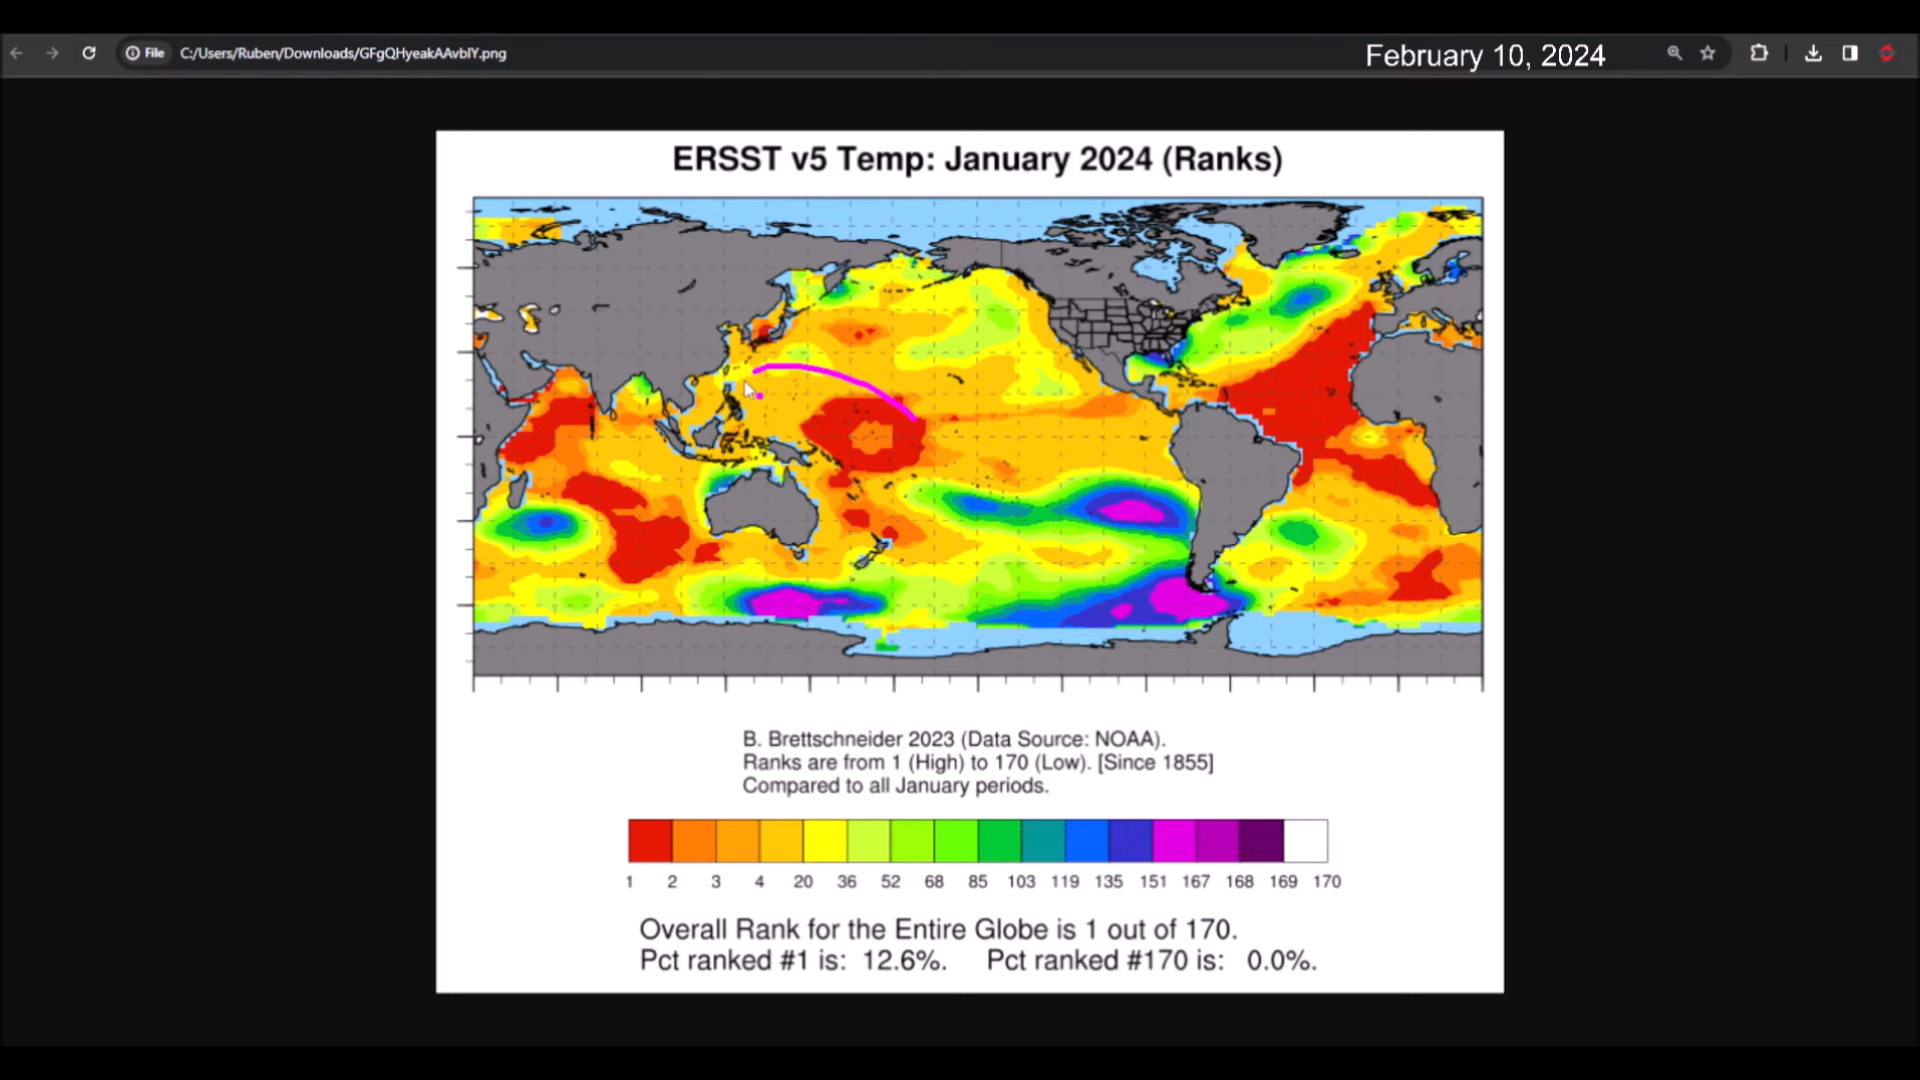 File C:/Users/Ruben/Downloads/GFgQHyeakAAvblY.png
February 10, 2024
ERSST v5 Temp: January 2024 (Ranks)
B. Brettschneider 2023 (Data Source: NOAA).
Ranks are from 1 (High) to 170 (Low). [Since 1855]
Compared to all January periods.
1 2 3 4 20 36 52 68 85 103 119 135 151 167 168 169 170
Overall Rank for the Entire Globe is 1 out of 170.
Pct ranked #1 is: 12.6%. Pct ranked #170 is: 0.0%.